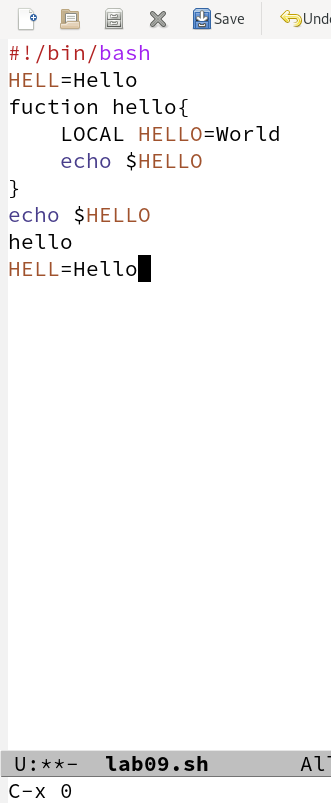 Save Undo
#!/bin/bash
HELL=Hello
fuction hello{
    LOCAL HELLO=World
    echo $HELLO
}
echo $HELLO
hello
HELL=Hello
U:**-  lab09.sh  All
C-x 0